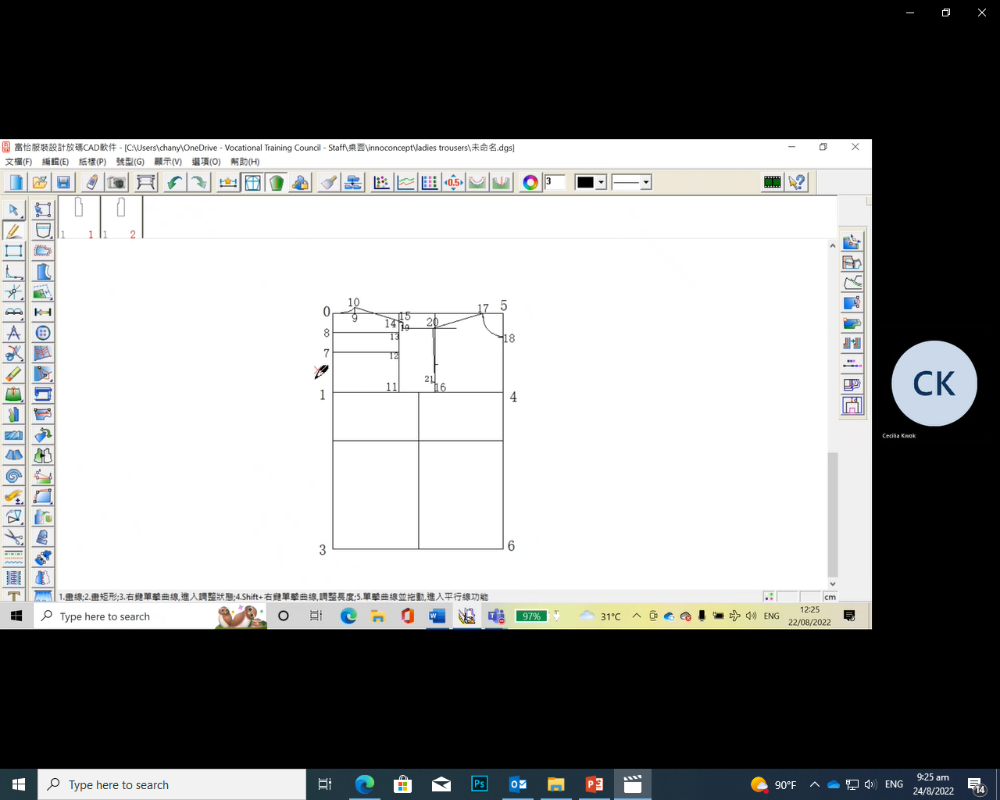 富怡服裝設計放碼CAD軟件 - [C:\Users\chany\OneDrive - Vocational Training Council - Staff\桌面\innoconcept\ladies trousers\未命名.dgs]
文檔(F) 編輯(E) 紙樣(P) 號型(G) 顯示(V) 選項(O) 幫助(H)
0.5 3
1 1 1 2
10 17 5
0 15
9 14 20
19
8 13 18
7 12
21
1 11 16 4
3 6
1.畫線;2.畫矩形;3.右鍵單擊曲線,進入調整狀態;4.Shift+右鍵單擊曲線,調整長度;5.單擊曲線並拖動,進入平行線功能
cm
Type here to search
97%
31°C
ENG
12:25
22/08/2022
CK
Cecilia Kwok
Type here to search
Ps
90°F
ENG
9:25 am
24/8/2022
14